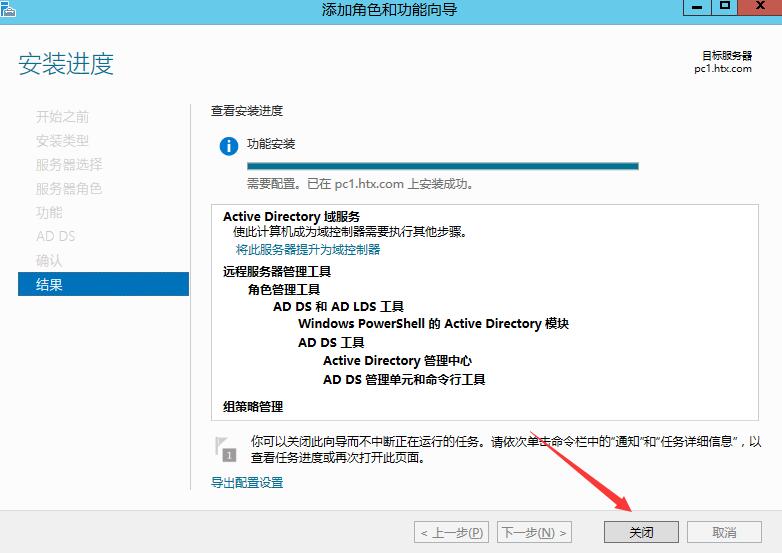 添加角色和功能向导
安装进度
目标服务器
pc1.htx.com
开始之前
安装类型
服务器选择
服务器角色
功能
AD DS
确认
结果
查看安装进度
功能安装
需要配置。已在 pc1.htx.com 上安装成功。
Active Directory 域服务
使此计算机成为域控制器需要执行其他步骤。
将此服务器提升为域控制器
远程服务器管理工具
角色管理工具
AD DS 和 AD LDS 工具
Windows PowerShell 的 Active Directory 模块
AD DS 工具
Active Directory 管理中心
AD DS 管理单元和命令行工具
组策略管理
1
你可以关闭此向导而不中断正在运行的任务。请依次单击命令栏中的“通知”和“任务详细信息”，以
查看任务进度或再次打开此页面。
导出配置设置
< 上一步(P)
下一步(N) >
关闭
取消